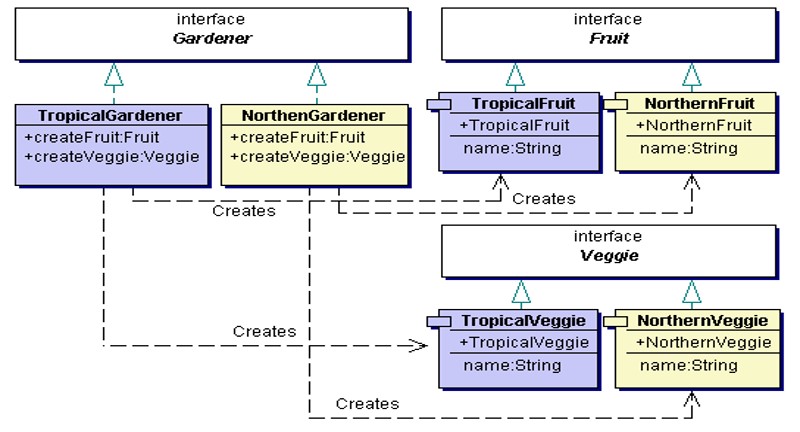 interface
Gardener
interface
Fruit
TropicalGardener
+createFruit:Fruit
+createVeggie:Veggie
NorthenGardener
+createFruit:Fruit
+createVeggie:Veggie
TropicalFruit
+TropicalFruit
name:String
NorthernFruit
+NorthernFruit
name:String
Creates
Creates
interface
Veggie
TropicalVeggie
+TropicalVeggie
name:String
NorthernVeggie
+NorthernVeggie
name:String
Creates
Creates